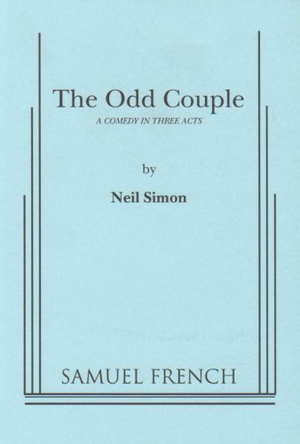 The Odd Couple
A COMEDY IN THREE ACTS
by
Neil Simon
SAMUEL FRENCH